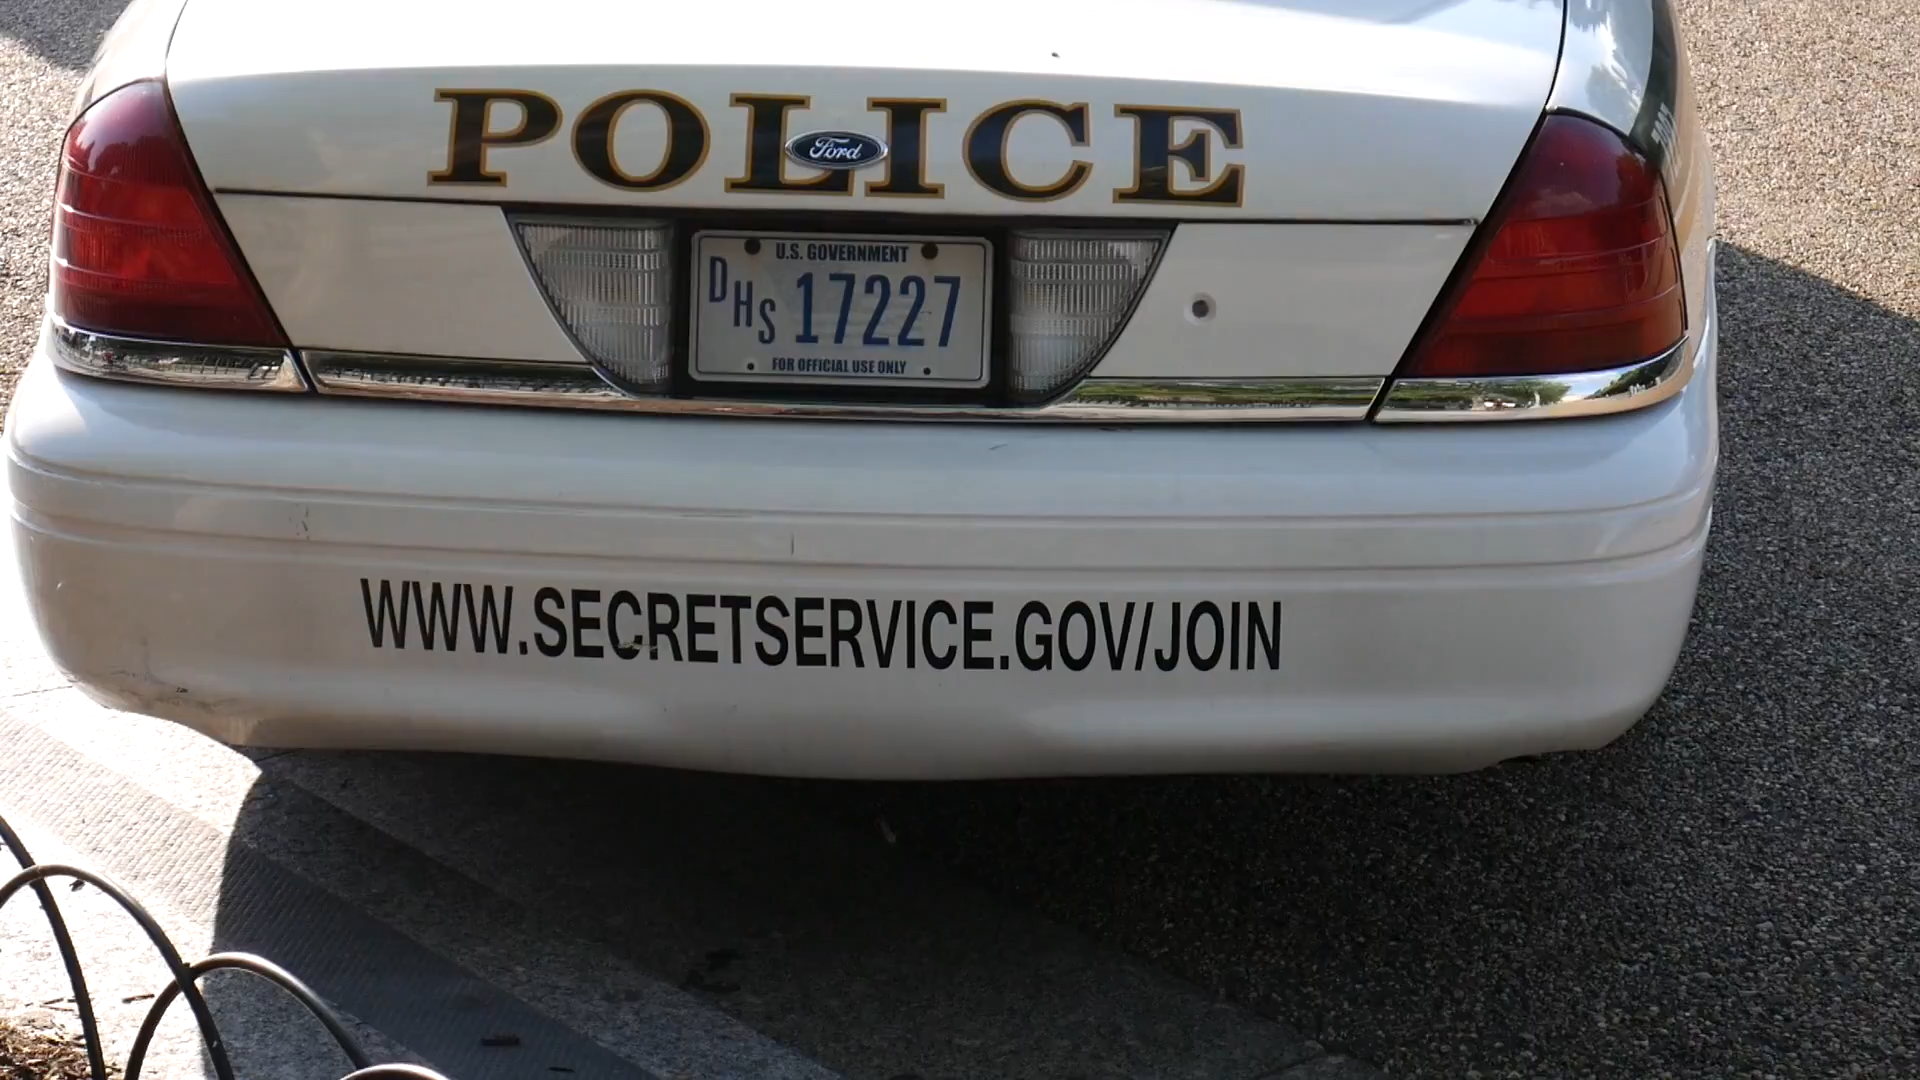 POLICE
Ford
U.S. GOVERNMENT
DHS 17227
FOR OFFICIAL USE ONLY
WWW.SECRETSERVICE.GOV/JOIN